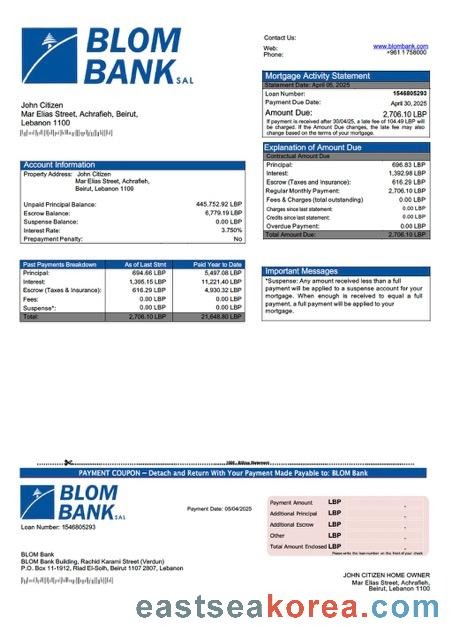 BLOM
BANK SAL
Contact Us:
Web: www.blombank.com
Phone: +961 1 758000
Mortgage Activity Statement
Statement Date: April 05, 2025
Loan Number: 1546805293
Payment Due Date: April 30, 2025
Amount Due: 2,706.10 LBP
If payment is received after 30/04/25, a late fee of 104.49 LBP will
be charged. If the Amount Due changes, the late fee may also
change based on the terms of your mortgage.
John Citizen
Mar Elias Street, Achrafieh, Beirut,
Lebanon 1100
Explanation of Amount Due
Contractual Amount Due
Principal: 696.83 LBP
Interest: 1,392.98 LBP
Escrow (Taxes and Insurance): 616.29 LBP
Regular Monthly Payment: 2,706.10 LBP
Fees & Charges (total outstanding) 0.00 LBP
Charges since last statement: 0.00 LBP
Credits since last statement: 0.00 LBP
Overdue Payment: 0.00 LBP
Total Amount Due: 2,706.10 LBP
Account Information
Property Address: John Citizen
Mar Elias Street, Achrafieh,
Beirut, Lebanon 1100
Unpaid Principal Balance: 445,752.92 LBP
Escrow Balance: 6,779.19 LBP
Suspense Balance: 0.00 LBP
Interest Rate: 3.750%
Prepayment Penalty: No
Past Payments Breakdown As of Last Stmt Paid Year to Date
Principal: 694.66 LBP 5,497.08 LBP
Interest: 1,395.15 LBP 11,221.40 LBP
Escrow (Taxes & Insurance): 616.29 LBP 4,930.32 LBP
Fees: 0.00 LBP 0.00 LBP
Suspense*: 0.00 LBP 0.00 LBP
Total: 2,706.10 LBP 21,648.80 LBP
Important Messages
*Suspense: Any amount received less than a full
payment will be applied to a suspense account for your
mortgage. When enough is received to equal a full
payment, a full payment will be applied to your
mortgage.
Billing Statement
PAYMENT COUPON – Detach and Return With Your Payment Made Payable to: BLOM Bank
BLOM
BANK SAL
Loan Number: 1546805293
Payment Date: 05/04/2025
Payment Amount LBP
Additional Principal LBP
Additional Escrow LBP
Other LBP
Total Amount Enclosed LBP
Please write the loan number on the front of your check
BLOM Bank
BLOM Bank Building, Rachid Karami Street (Verdun)
P.O. Box 11-1912, Riad El-Solh, Beirut 1107 2807, Lebanon
JOHN CITIZEN HOME OWNER
Mar Elias Street, Achrafieh,
Beirut, Lebanon 1100
eastseakorea.com